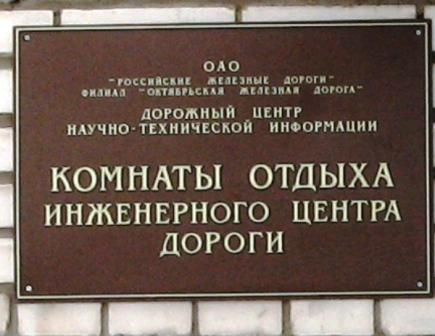 ОАО
"РОССИЙСКИЕ ЖЕЛЕЗНЫЕ ДОРОГИ"
ФИЛИАЛ "ОКТЯБРЬСКАЯ ЖЕЛЕЗНАЯ ДОРОГА"
ДОРОЖНЫЙ ЦЕНТР
НАУЧНО-ТЕХНИЧЕСКОЙ ИНФОРМАЦИИ
КОМНАТЫ ОТДЫХА
ИНЖЕНЕРНОГО ЦЕНТРА
ДОРОГИ